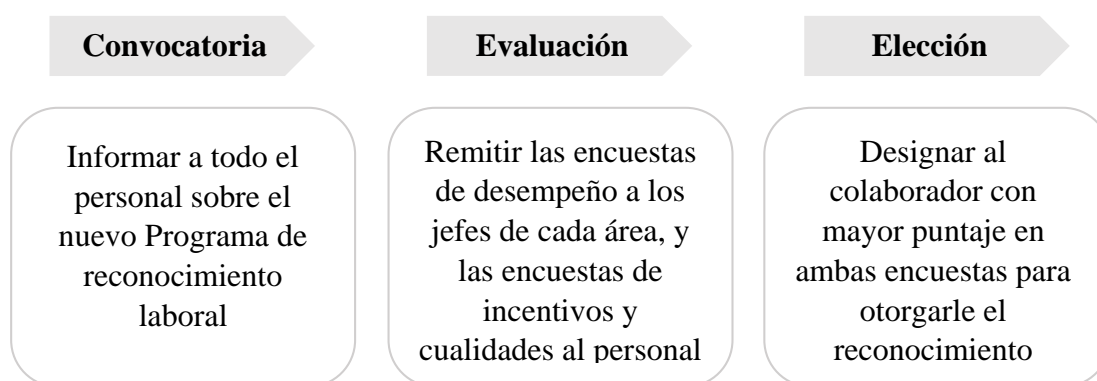 Convocatoria
Evaluación
Elección
Informar a todo el
personal sobre el
nuevo Programa de
reconocimiento
laboral
Remitir las encuestas
de desempeño a los
jefes de cada área, y
las encuestas de
incentivos y
cualidades al personal
Designar al
colaborador con
mayor puntaje en
ambas encuestas para
otorgarle el
reconocimiento